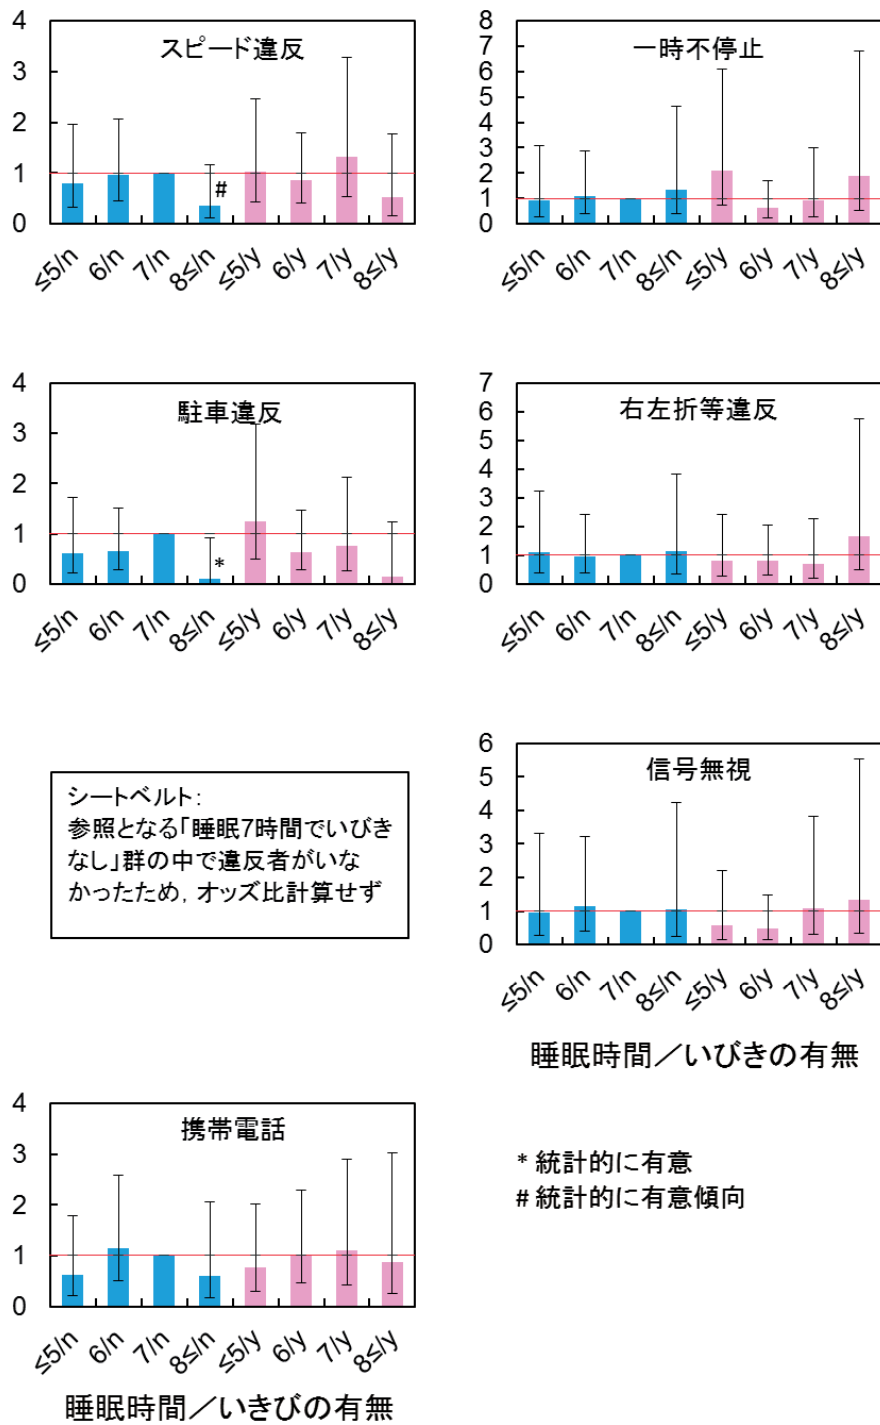 スピード違反
4
3
2
1
0
≤5/n 6/n 7/n 8≤/n ≤5/y 6/y 7/y 8≤/y
#
一時不停止
8
7
6
5
4
3
2
1
0
≤5/n 6/n 7/n 8≤/n ≤5/y 6/y 7/y 8≤/y
駐車違反
4
3
2
1
0
*
≤5/n 6/n 7/n 8≤/n ≤5/y 6/y 7/y 8≤/y
右左折等違反
7
6
5
4
3
2
1
0
≤5/n 6/n 7/n 8≤/n ≤5/y 6/y 7/y 8≤/y
シートベルト：
参照となる「睡眠7時間でいびき
なし」群の中で違反者がいな
かったため，オッズ比計算せず
信号無視
6
5
4
3
2
1
0
≤5/n 6/n 7/n 8≤/n ≤5/y 6/y 7/y 8≤/y
睡眠時間／いびきの有無
携帯電話
4
3
2
1
0
≤5/n 6/n 7/n 8≤/n ≤5/y 6/y 7/y 8≤/y
睡眠時間／いきびの有無
* 統計的に有意
# 統計的に有意傾向